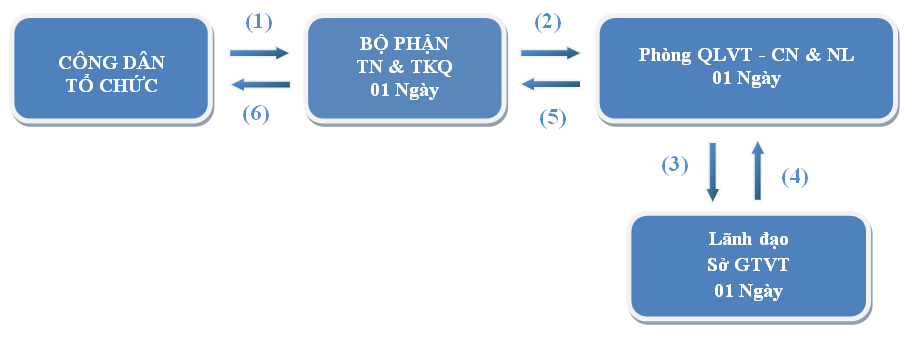 (1)
(2)
CÔNG DÂN
TỔ CHỨC
BỘ PHẬN
TN & TKQ
01 Ngày
Phòng QLVT - CN & NL
01 Ngày
(6)
(5)
(3)
(4)
Lãnh đạo
Sở GTVT
01 Ngày